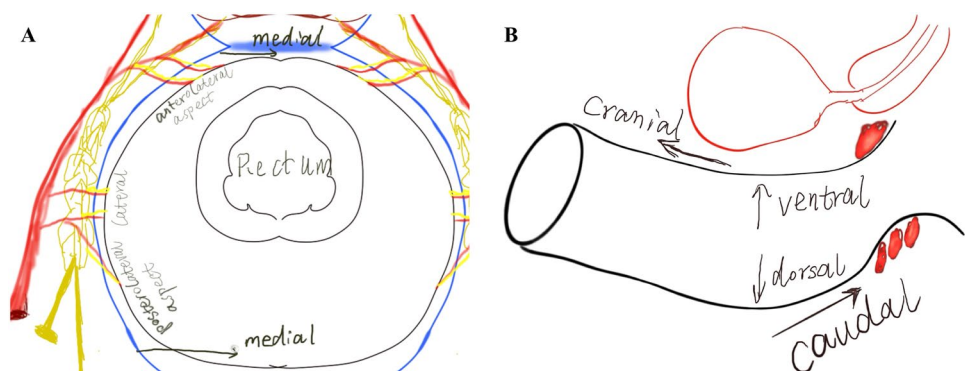 A
medial
anterolateral
aspect
Rectum
lateral
posterolateral
aspect
medial
B
cranial
ventral
dorsal
caudal